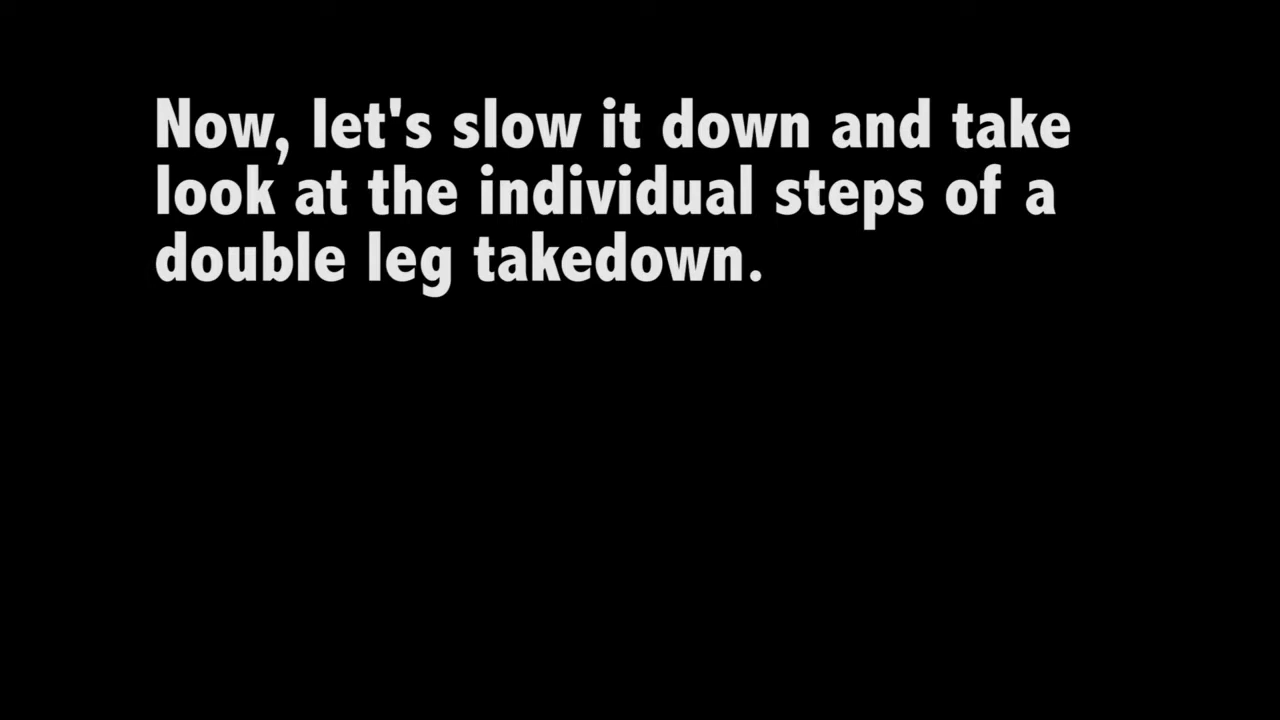 Now, let's slow it down and take
look at the individual steps of a
double leg takedown.